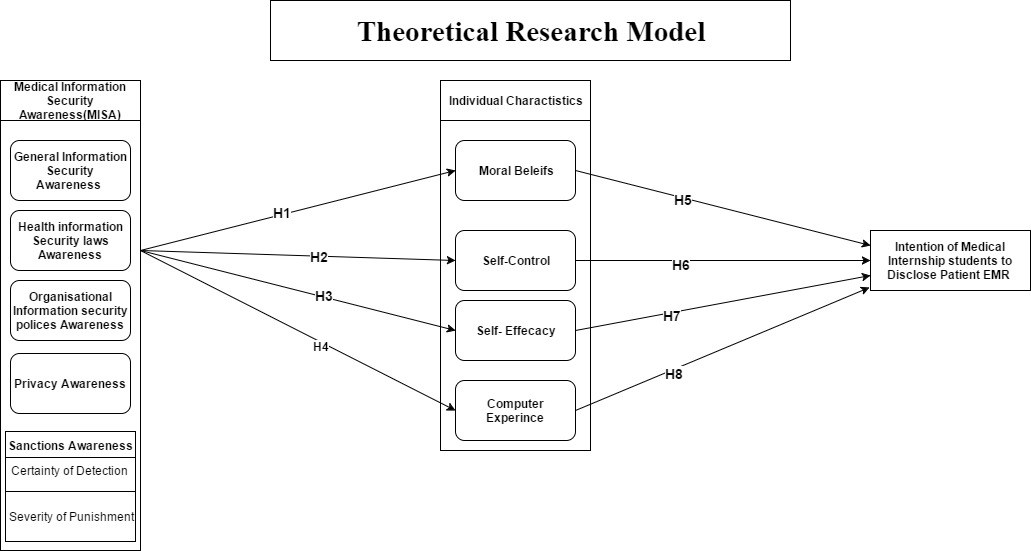 Theoretical Research Model
Medical Information
Security
Awareness(MISA)
General Information
Security
Awareness
Health information
Security laws
Awareness
Organisational
Information security
polices Awareness
Privacy Awareness
Sanctions Awareness
Certainty of Detection
Severity of Punishment
H1
H2
H3
H4
Individual Charactistics
Moral Beleifs
Self-Control
Self- Effecacy
Computer
Experince
H5
H6
H7
H8
Intention of Medical
Internship students to
Disclose Patient EMR